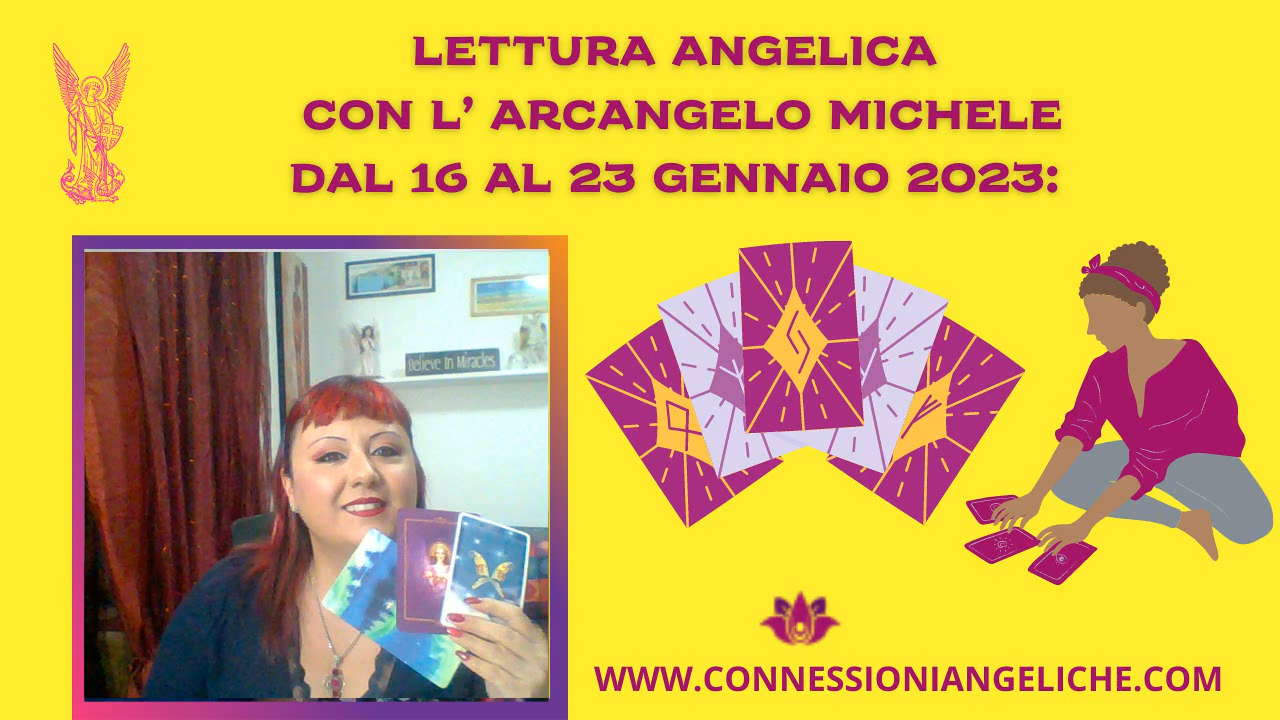 LETTURA ANGELICA
CON L' ARCANGELO MICHELE
DAL 16 AL 23 GENNAIO 2023:
Believe In Miracles
WWW.CONNESSIONIANGELICHE.COM